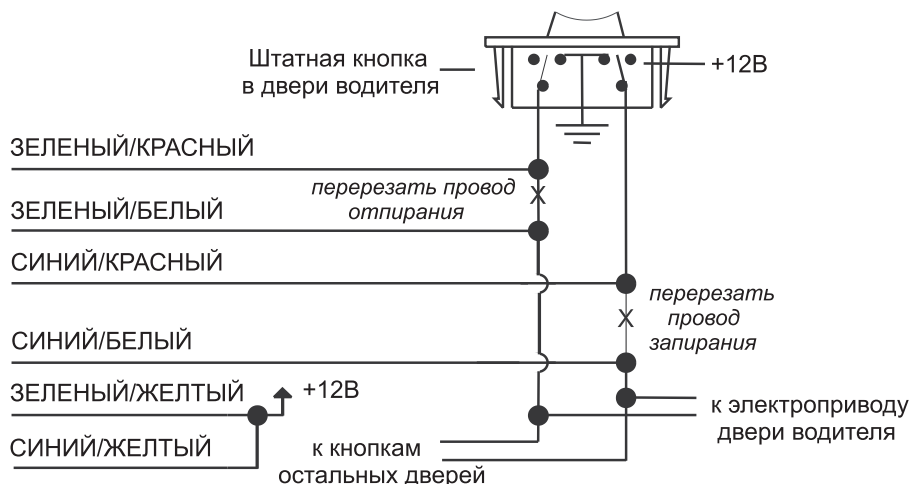 Штатная кнопка
в двери водителя
+12В
ЗЕЛЕНЫЙ/КРАСНЫЙ
перерезать провод
отпирания
X
ЗЕЛЕНЫЙ/БЕЛЫЙ
СИНИЙ/КРАСНЫЙ
перерезать
провод
запирания
X
СИНИЙ/БЕЛЫЙ
ЗЕЛЕНЫЙ/ЖЕЛТЫЙ
+12В
СИНИЙ/ЖЕЛТЫЙ
к электроприводу
двери водителя
к кнопкам
остальных дверей